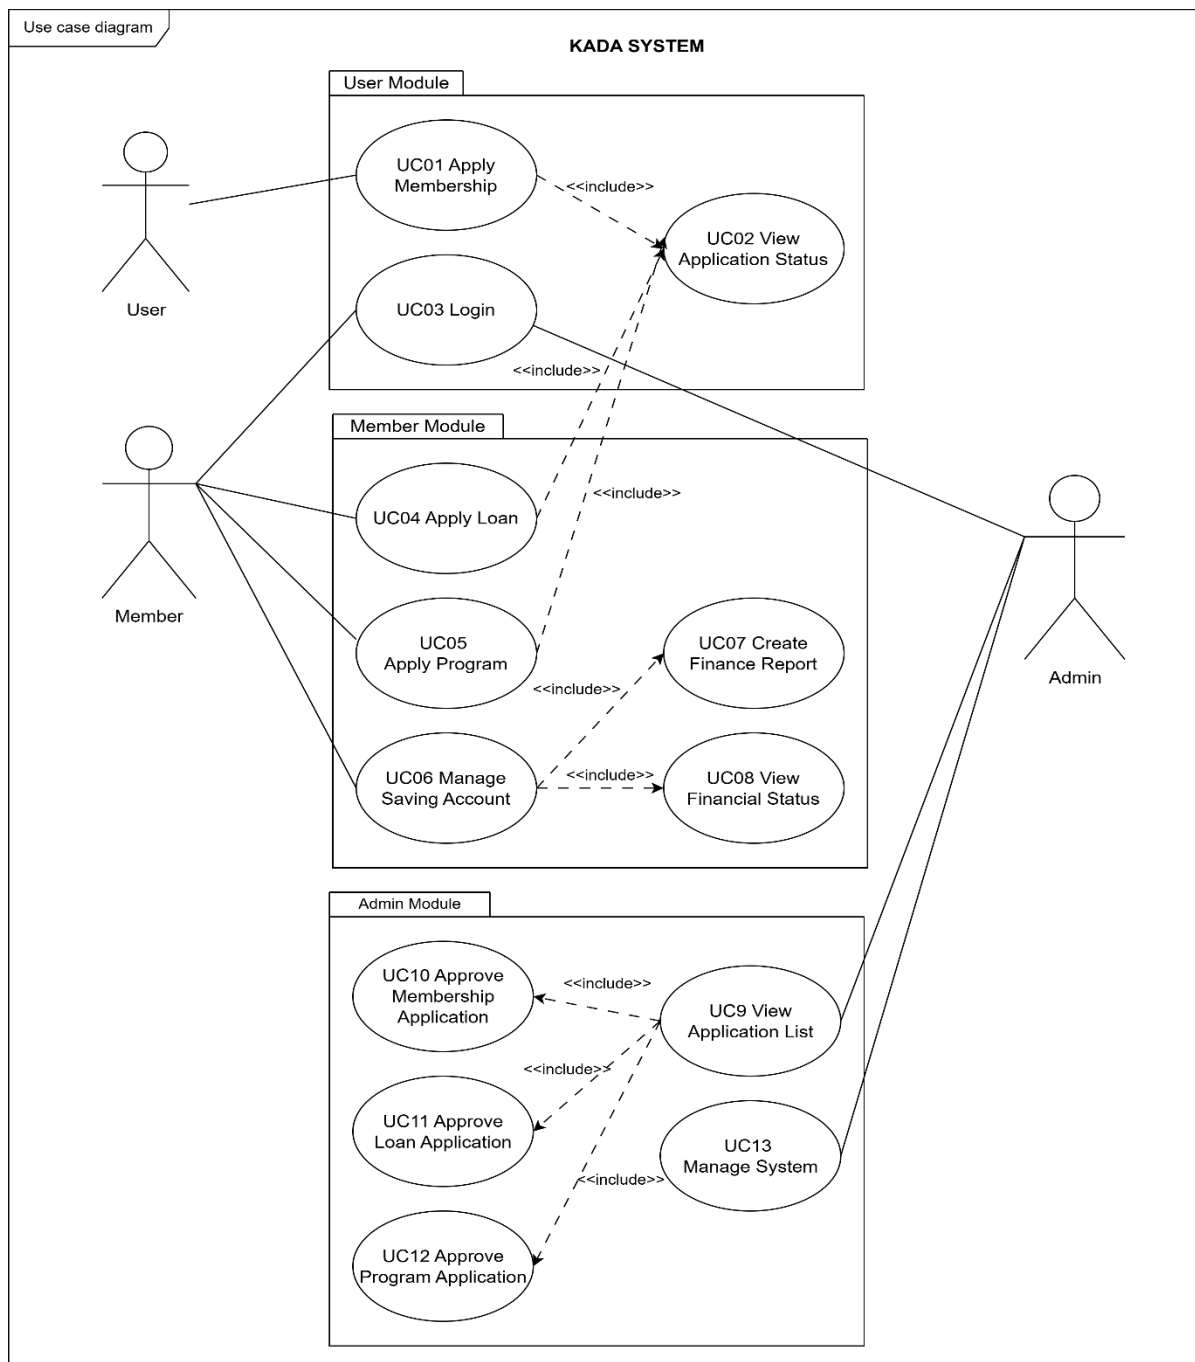 Use case diagram
KADA SYSTEM
User Module
UC01 Apply
Membership
<<include>>
UC02 View
Application Status
User
UC03 Login
<<include>>
Member Module
Member
UC04 Apply Loan
<<include>>
Admin
UC05
Apply Program
UC07 Create
Finance Report
<<include>>
UC06 Manage
Saving Account
<<include>>
UC08 View
Financial Status
Admin Module
UC10 Approve
Membership
Application
<<include>>
UC9 View
Application List
<<include>>
UC11 Approve
Loan Application
UC13
Manage System
<<include>>
UC12 Approve
Program Application